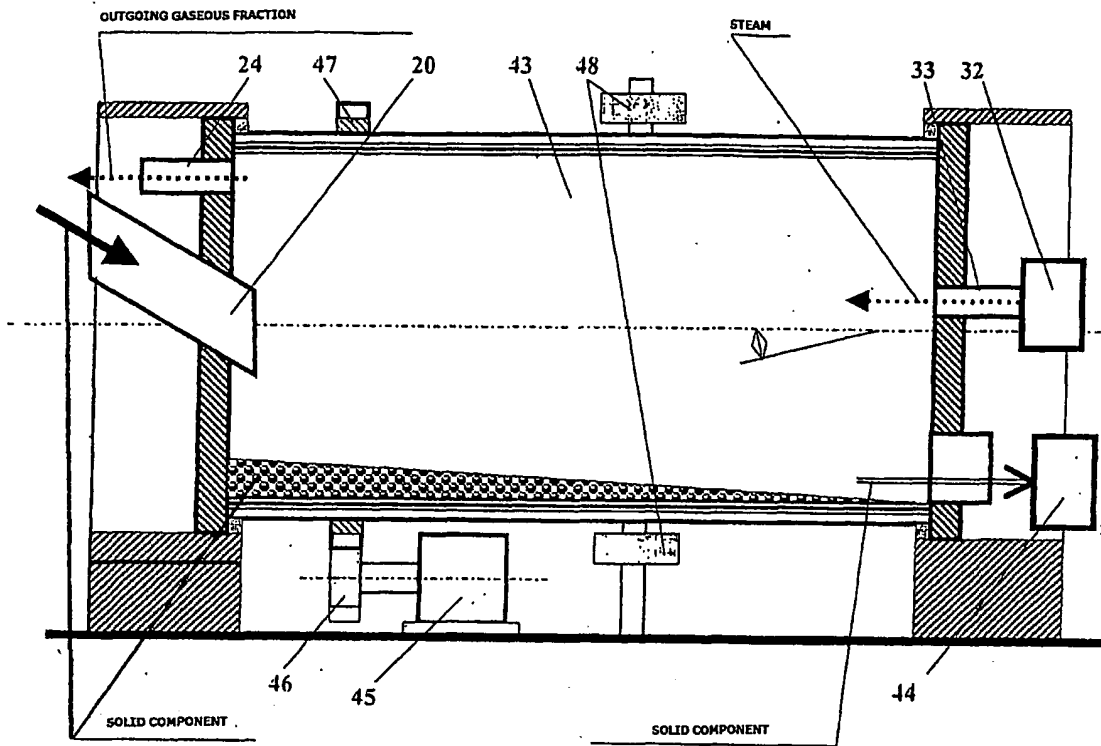 OUTGOING GASEOUS FRACTION
STEAM
24 47 20 43 48 33 32
46 45 44
SOLID COMPONENT
SOLID COMPONENT